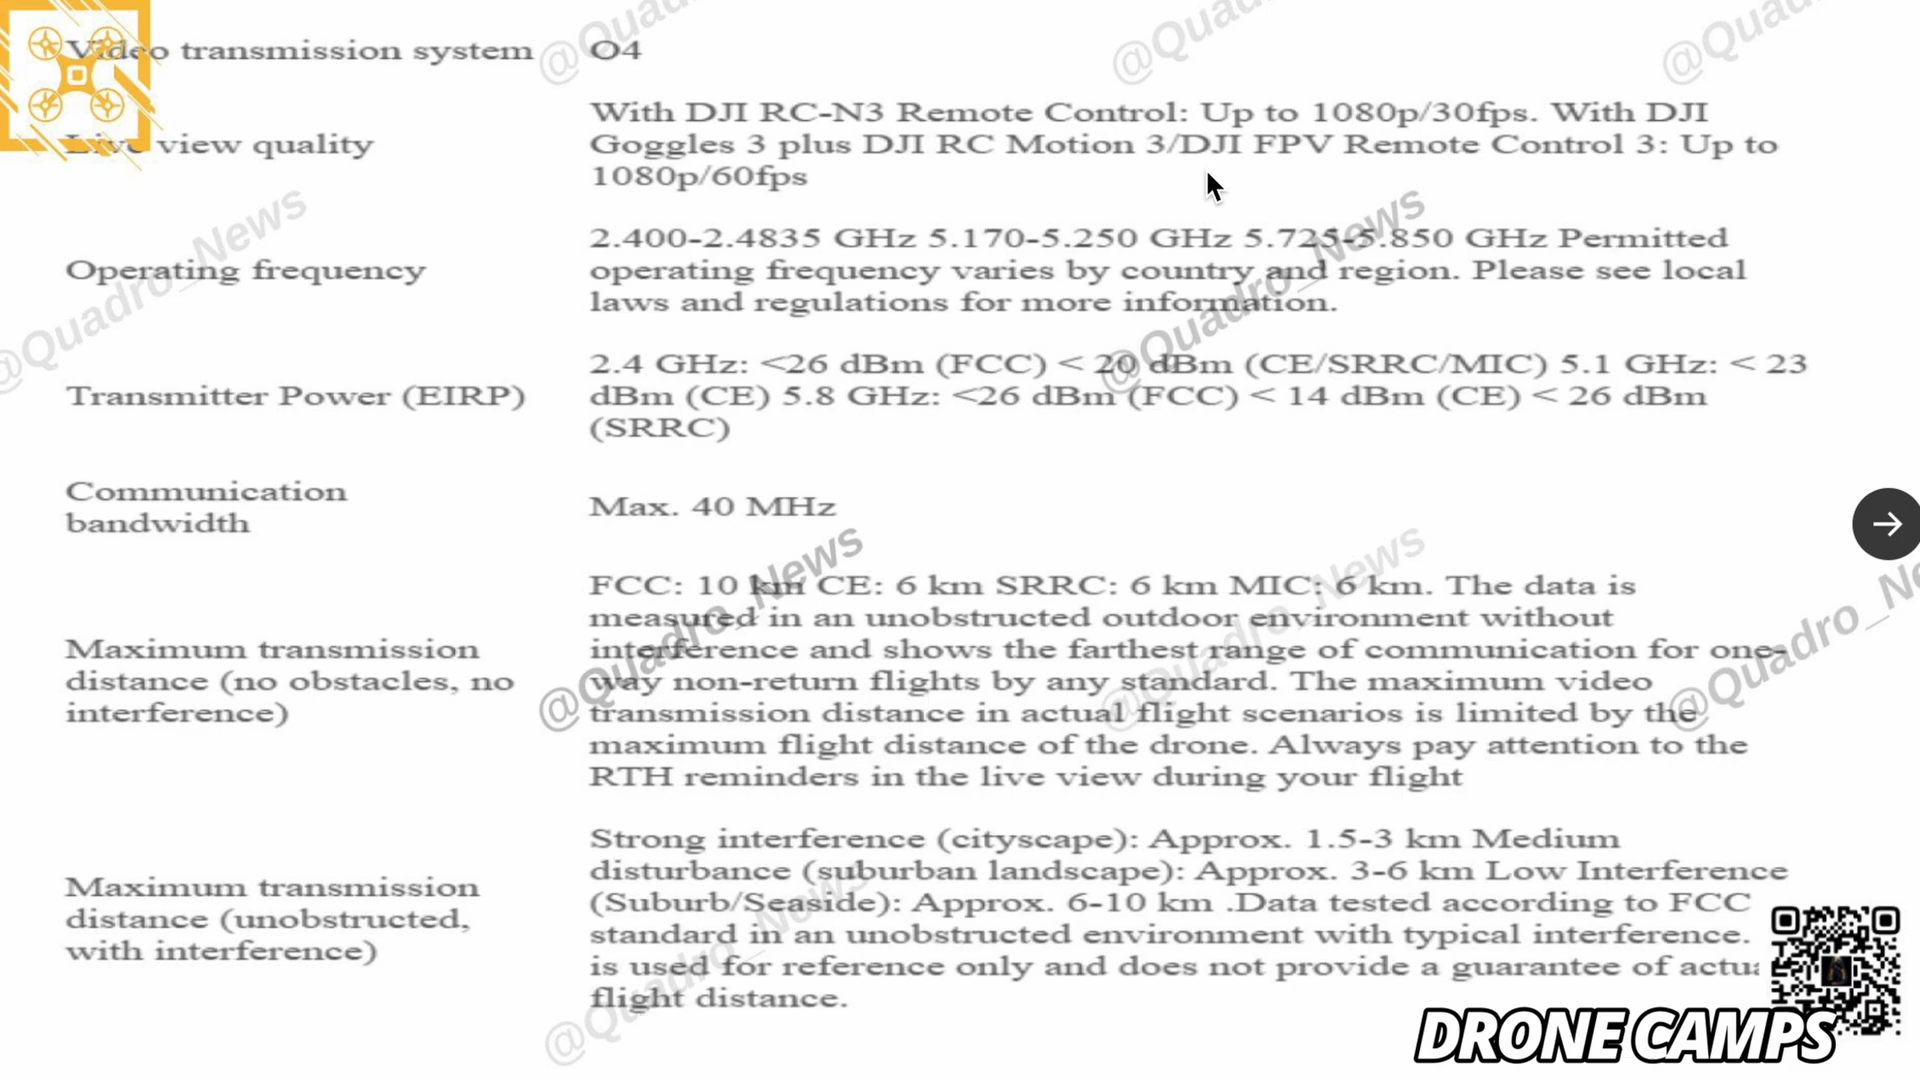 Video transmission system
O4
Live view quality
With DJI RC-N3 Remote Control: Up to 1080p/30fps. With DJI
Goggles 3 plus DJI RC Motion 3/DJI FPV Remote Control 3: Up to
1080p/60fps
Operating frequency
2.400-2.4835 GHz 5.170-5.250 GHz 5.725-5.850 GHz Permitted
operating frequency varies by country and region. Please see local
laws and regulations for more information.
Transmitter Power (EIRP)
2.4 GHz: <26 dBm (FCC) < 20 dBm (CE/SRRC/MIC) 5.1 GHz: < 23
dBm (CE) 5.8 GHz: <26 dBm (FCC) < 14 dBm (CE) < 26 dBm
(SRRC)
Communication
bandwidth
Max. 40 MHz
Maximum transmission
distance (no obstacles, no
interference)
FCC: 10 km CE: 6 km SRRC: 6 km MIC: 6 km. The data is
measured in an unobstructed outdoor environment without
interference and shows the farthest range of communication for one-
way non-return flights by any standard. The maximum video
transmission distance in actual flight scenarios is limited by the
maximum flight distance of the drone. Always pay attention to the
RTH reminders in the live view during your flight
Maximum transmission
distance (unobstructed,
with interference)
Strong interference (cityscape): Approx. 1.5-3 km Medium
disturbance (suburban landscape): Approx. 3-6 km Low Interference
(Suburb/Seaside): Approx. 6-10 km .Data tested according to FCC
standard in an unobstructed environment with typical interference.
is used for reference only and does not provide a guarantee of actua
flight distance.
@Quadro_News
@Quadro_News
@Quadro_News
@Quadro_News
@Quadro_News
DRONE CAMPS